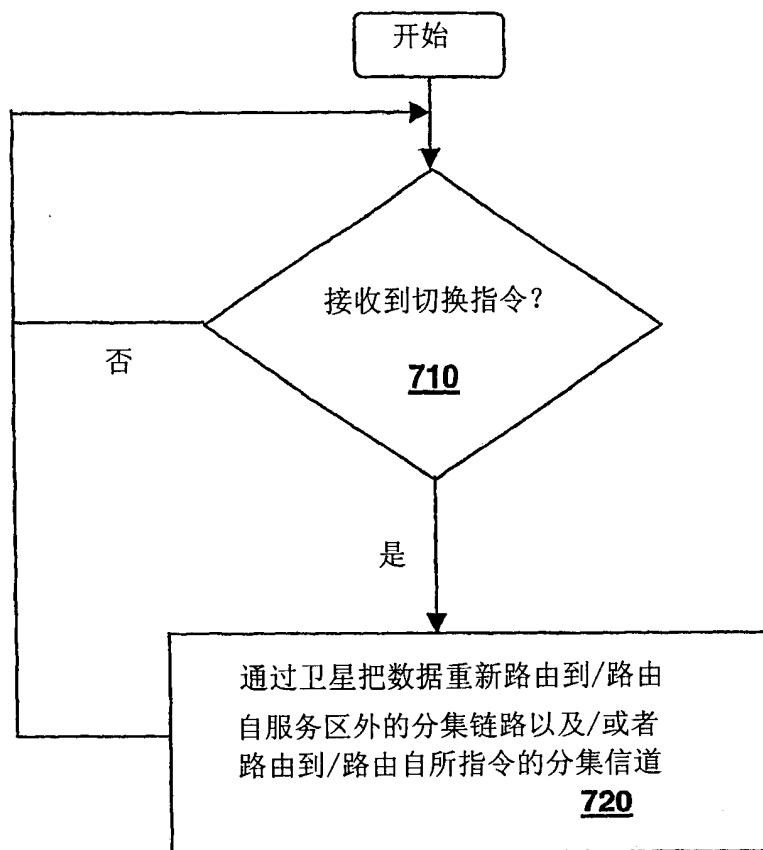 开始
接收到切换指令？
710
否
是
通过卫星把数据重新路由到/路由
自服务区外的分集链路以及/或者
路由到/路由自所指令的分集信道
720